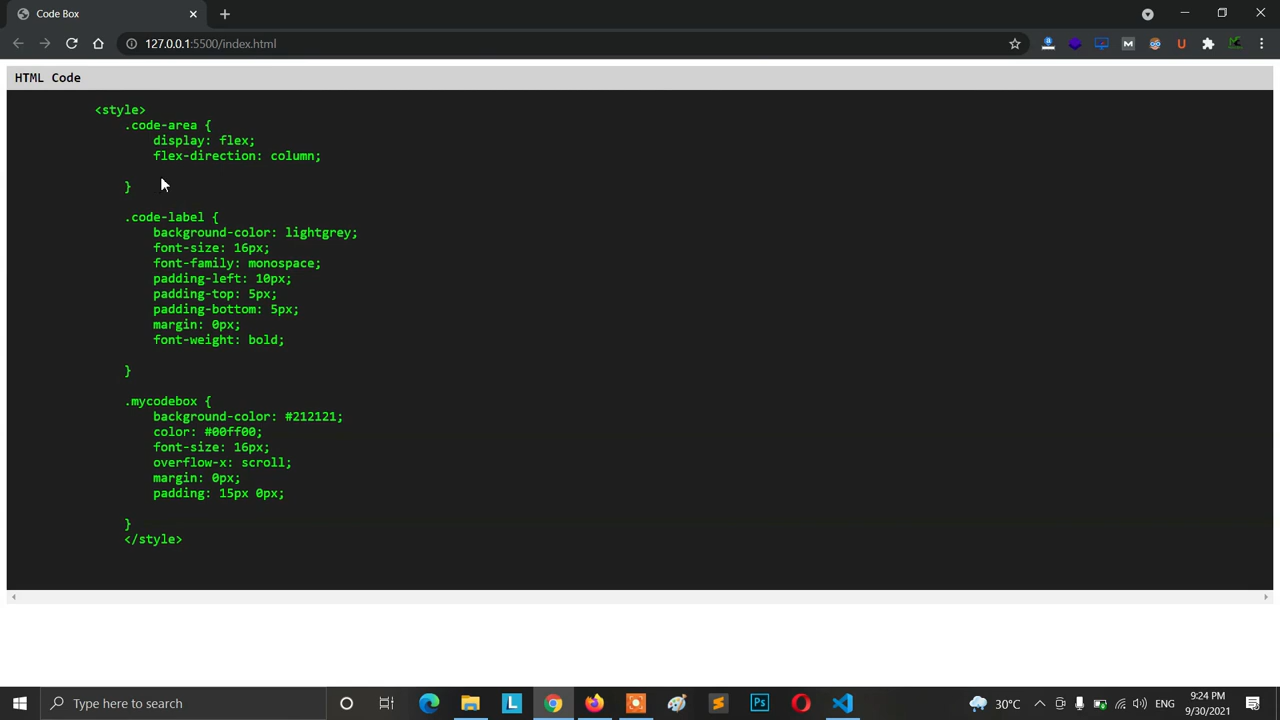 Code Box
127.0.0.1:5500/index.html
HTML Code
<style>
.code-area {
display: flex;
flex-direction: column;
}
.code-label {
background-color: lightgrey;
font-size: 16px;
font-family: monospace;
padding-left: 10px;
padding-top: 5px;
padding-bottom: 5px;
margin: 0px;
font-weight: bold;
}
.mycodebox {
background-color: #212121;
color: #00ff00;
font-size: 16px;
overflow-x: scroll;
margin: 0px;
padding: 15px 0px;
}
</style>
Type here to search
L
Ps
30°C
ENG
9:24 PM
9/30/2021